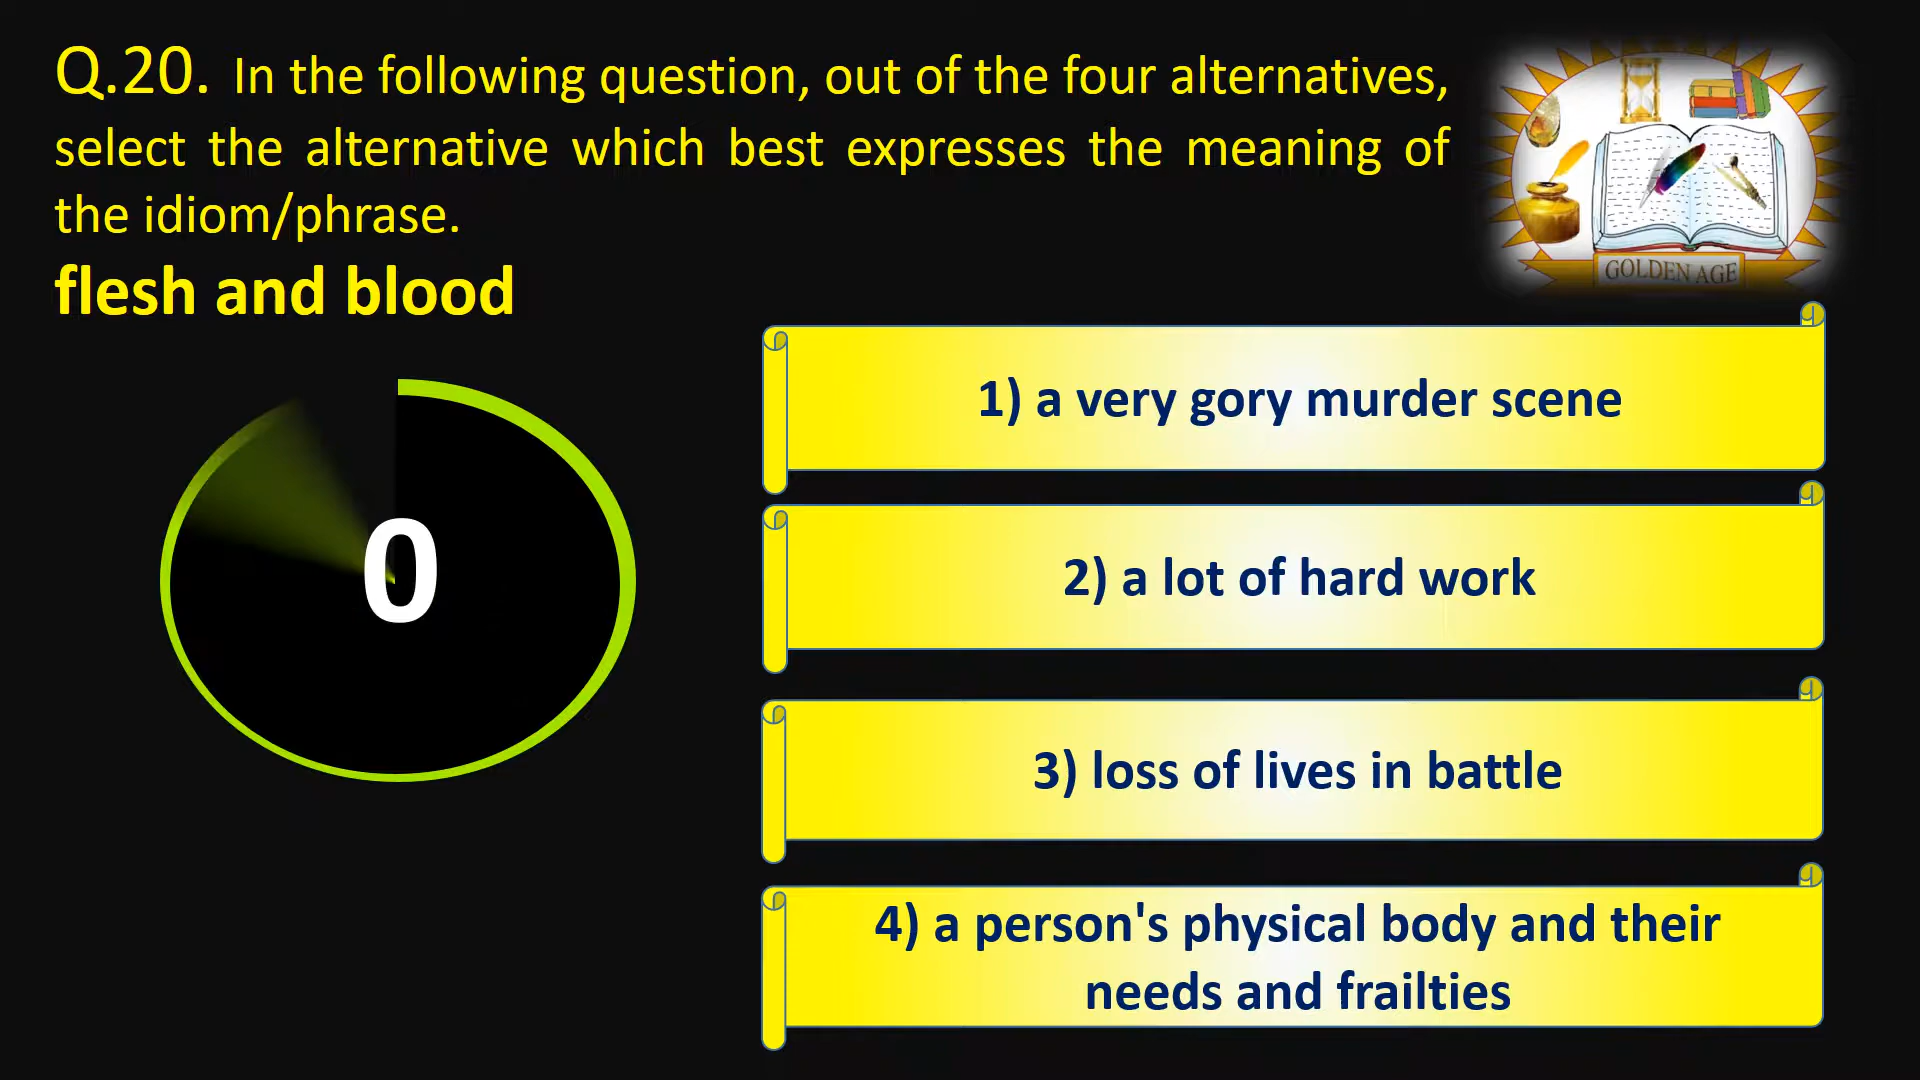 Q.20. In the following question, out of the four alternatives,
select the alternative which best expresses the meaning of
the idiom/phrase.
flesh and blood
GOLDEN AGE
0
1) a very gory murder scene
2) a lot of hard work
3) loss of lives in battle
4) a person's physical body and their
needs and frailties